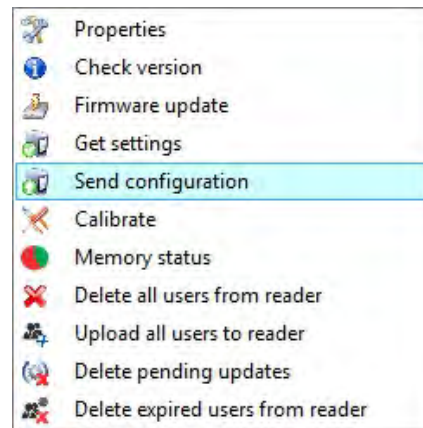 Properties
Check version
Firmware update
Get settings
Send configuration
Calibrate
Memory status
Delete all users from reader
Upload all users to reader
Delete pending updates
Delete expired users from reader